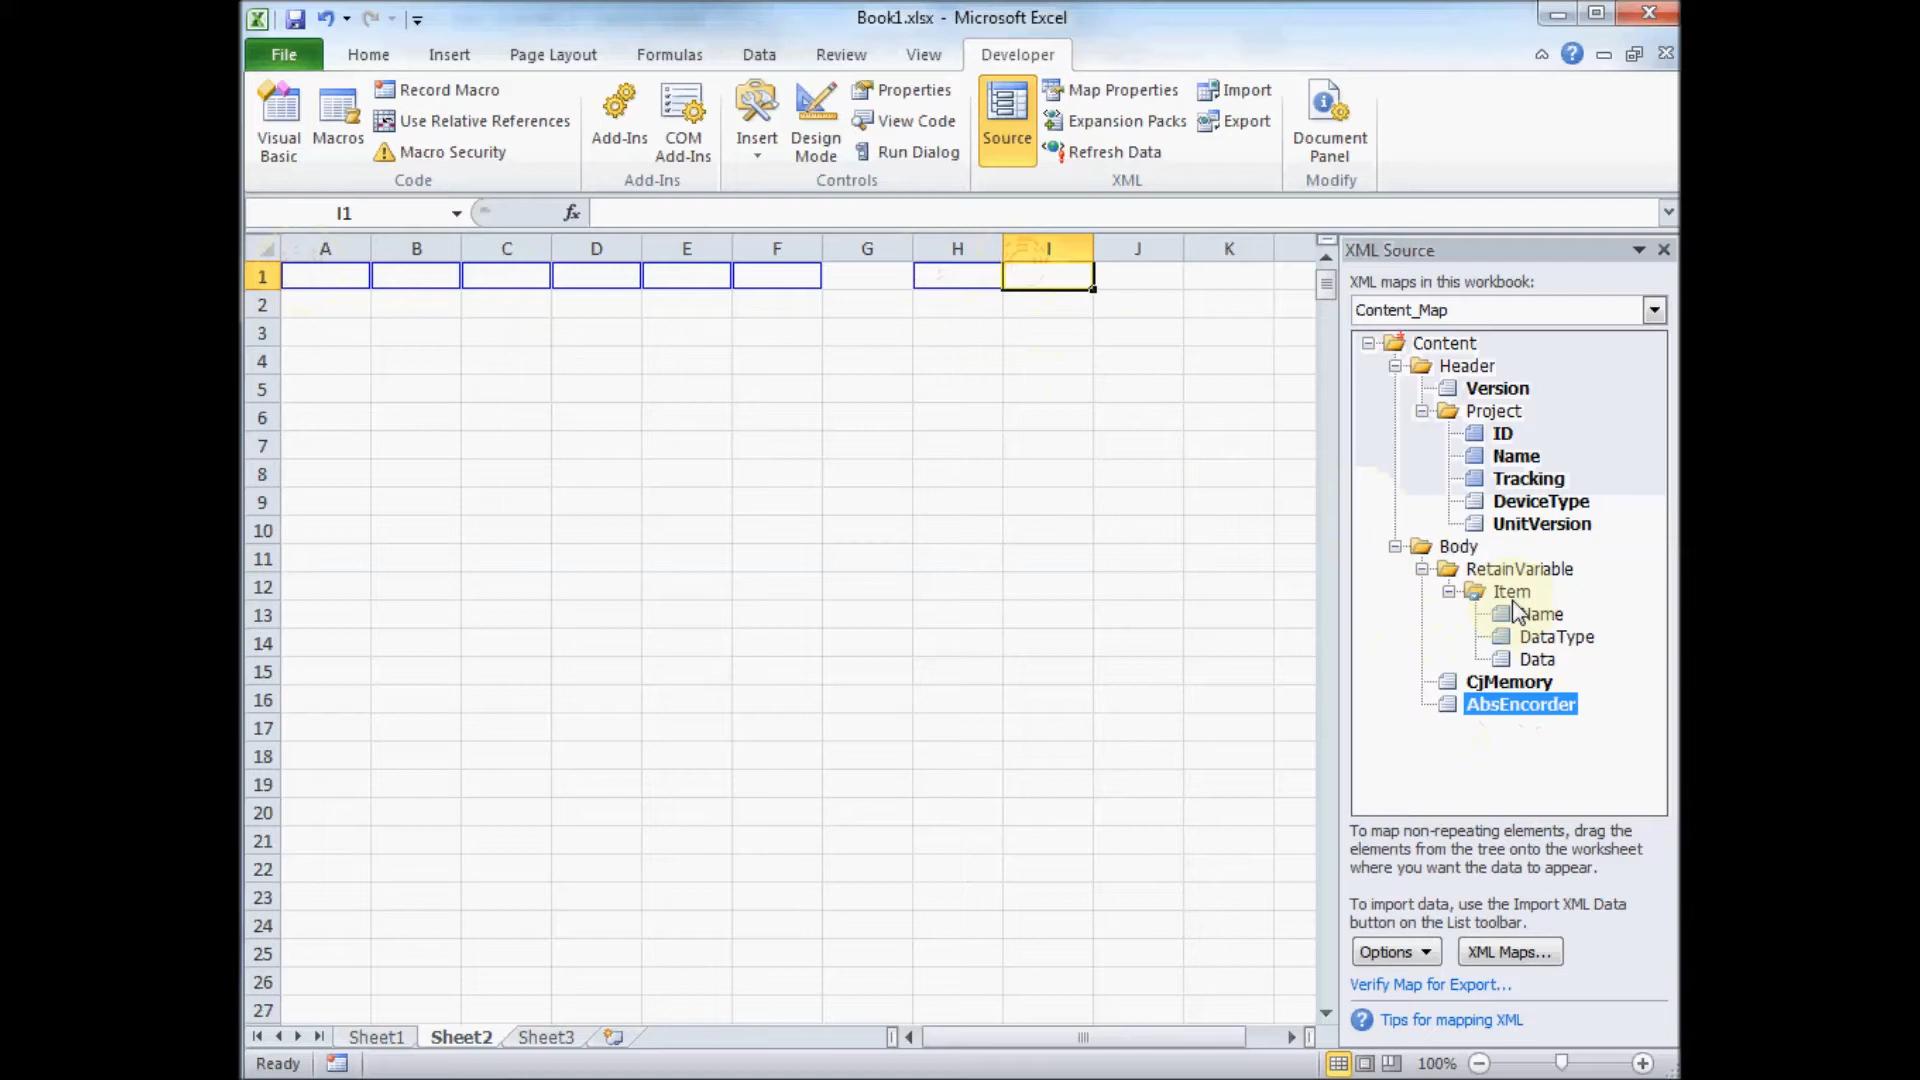 Book1.xlsx - Microsoft Excel
File Home Insert Page Layout Formulas Data Review View Developer
Visual Basic
Macros
Record Macro
Use Relative References
Macro Security
Code
Add-Ins
COM Add-Ins
Add-Ins
Insert
Design Mode
Properties
View Code
Run Dialog
Controls
Source
Map Properties
Expansion Packs
Refresh Data
Import
Export
XML
Document Panel
Modify
I1
fx
A B C D E F G H I J K
1
2
3
4
5
6
7
8
9
10
11
12
13
14
15
16
17
18
19
20
21
22
23
24
25
26
27
XML Source
XML maps in this workbook:
Content_Map
Content
Header
Version
Project
ID
Name
Tracking
DeviceType
UnitVersion
Body
RetainVariable
Item
Name
DataType
Data
CjMemory
AbsEncorder
To map non-repeating elements, drag the
elements from the tree onto the worksheet
where you want the data to appear.
To import data, use the Import XML Data
button on the List toolbar.
Options
XML Maps...
Verify Map for Export...
Tips for mapping XML
Sheet1 Sheet2 Sheet3
Ready
100%